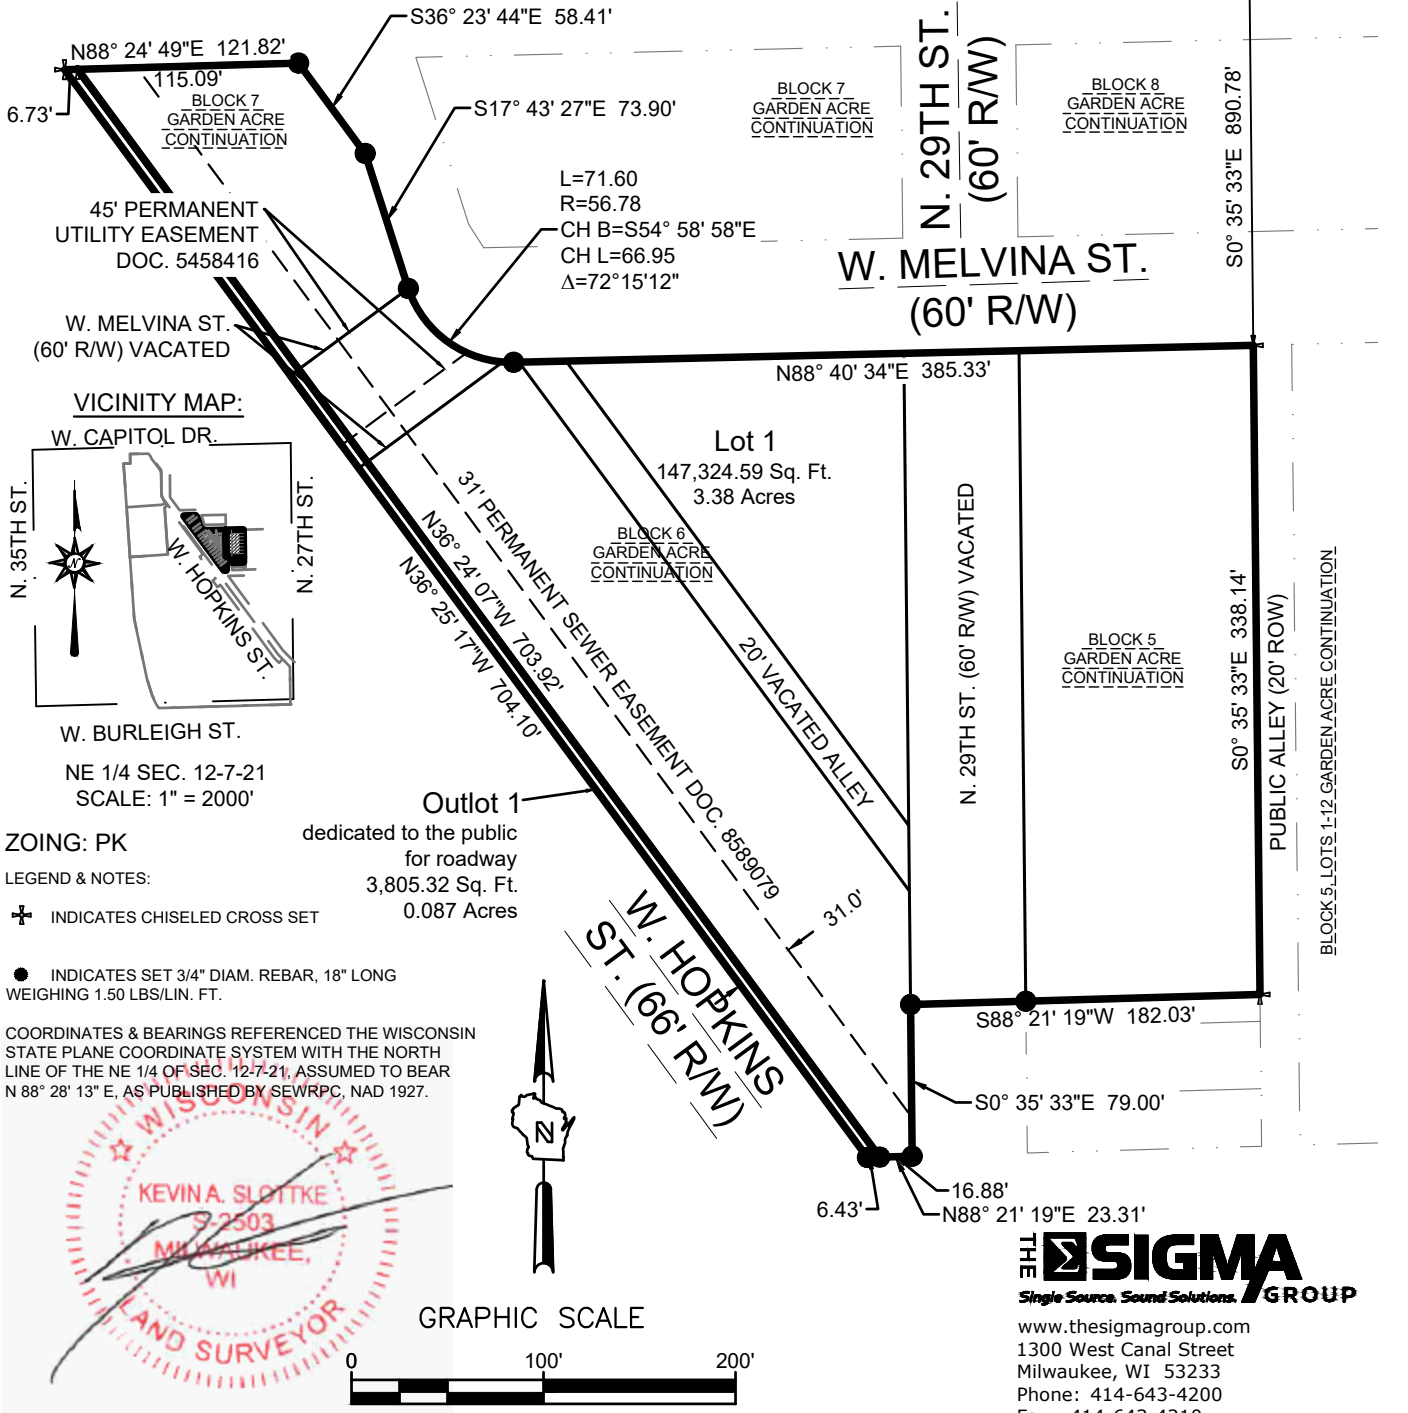 S36° 23' 44"E 58.41'
N88° 24' 49"E 121.82'
115.09'
6.73'
BLOCK 7
GARDEN ACRE
CONTINUATION
S17° 43' 27"E 73.90'
BLOCK 7
GARDEN ACRE
CONTINUATION
N. 29TH ST.
(60' R/W)
BLOCK 8
GARDEN ACRE
CONTINUATION
S0° 35' 33"E 890.78'
L=71.60
R=56.78
CH B=S54° 58' 58"E
CH L=66.95
Δ=72°15'12"
45' PERMANENT
UTILITY EASEMENT
DOC. 5458416
W. MELVINA ST.
(60' R/W)
W. MELVINA ST.
(60' R/W) VACATED
N88° 40' 34"E 385.33'
VICINITY MAP:
W. CAPITOL DR.
N. 35TH ST.
N. 27TH ST.
N
W. HOPKINS ST.
W. BURLEIGH ST.
NE 1/4 SEC. 12-7-21
SCALE: 1" = 2000'
Lot 1
147,324.59 Sq. Ft.
3.38 Acres
BLOCK 6
GARDEN ACRE
CONTINUATION
31' PERMANENT SEWER EASEMENT DOC. 8589079
N36° 24' 07"W 703.92'
N36° 25' 17"W 704.10'
20' VACATED ALLEY
N. 29TH ST. (60' R/W) VACATED
BLOCK 5
GARDEN ACRE
CONTINUATION
S0° 35' 33"E 338.14'
PUBLIC ALLEY (20' ROW)
BLOCK 5, LOTS 1-12 GARDEN ACRE CONTINUATION
Outlot 1
dedicated to the public
for roadway
3,805.32 Sq. Ft.
0.087 Acres
31.0'
W. HOPKINS
ST. (66' R/W)
S88° 21' 19"W 182.03'
S0° 35' 33"E 79.00'
16.88'
6.43'
N88° 21' 19"E 23.31'
ZOING: PK
LEGEND & NOTES:
INDICATES CHISELED CROSS SET
INDICATES SET 3/4" DIAM. REBAR, 18" LONG
WEIGHING 1.50 LBS/LIN. FT.
COORDINATES & BEARINGS REFERENCED THE WISCONSIN
STATE PLANE COORDINATE SYSTEM WITH THE NORTH
LINE OF THE NE 1/4 OF SEC. 12-7-21, ASSUMED TO BEAR
N 88° 28' 13" E, AS PUBLISHED BY SEWRPC, NAD 1927.
WISCONSIN
KEVIN A. SLOTTKE
S-2503
MILWAUKEE,
WI
LAND SURVEYOR
N
GRAPHIC SCALE
0 100' 200'
THE SIGMA
GROUP
Single Source. Sound Solutions.
www.thesigmagroup.com
1300 West Canal Street
Milwaukee, WI 53233
Phone: 414-643-4200